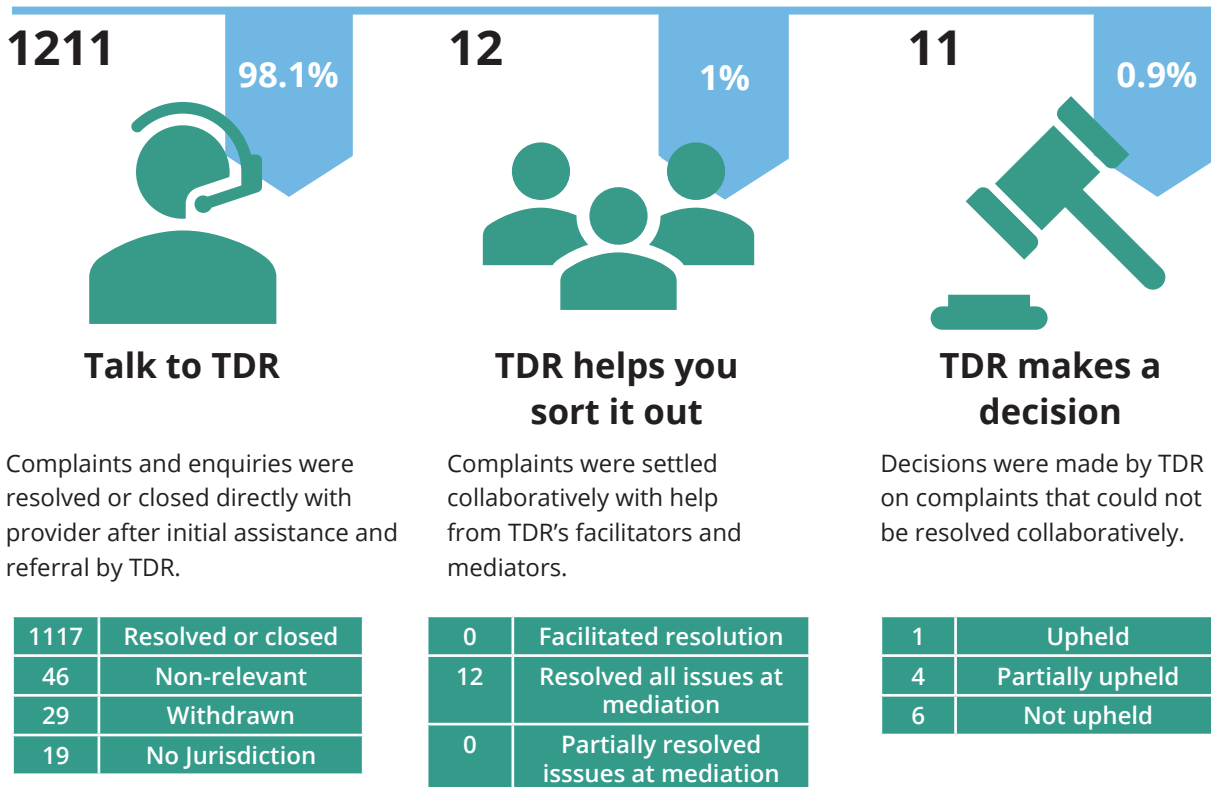 1211
98.1%
Talk to TDR
Complaints and enquiries were
resolved or closed directly with
provider after initial assistance and
referral by TDR.
1117 Resolved or closed
46 Non-relevant
29 Withdrawn
19 No Jurisdiction
12
1%
TDR helps you
sort it out
Complaints were settled
collaboratively with help
from TDR’s facilitators and
mediators.
0 Facilitated resolution
12 Resolved all issues at
mediation
0 Partially resolved
isssues at mediation
11
0.9%
TDR makes a
decision
Decisions were made by TDR
on complaints that could not
be resolved collaboratively.
1 Upheld
4 Partially upheld
6 Not upheld